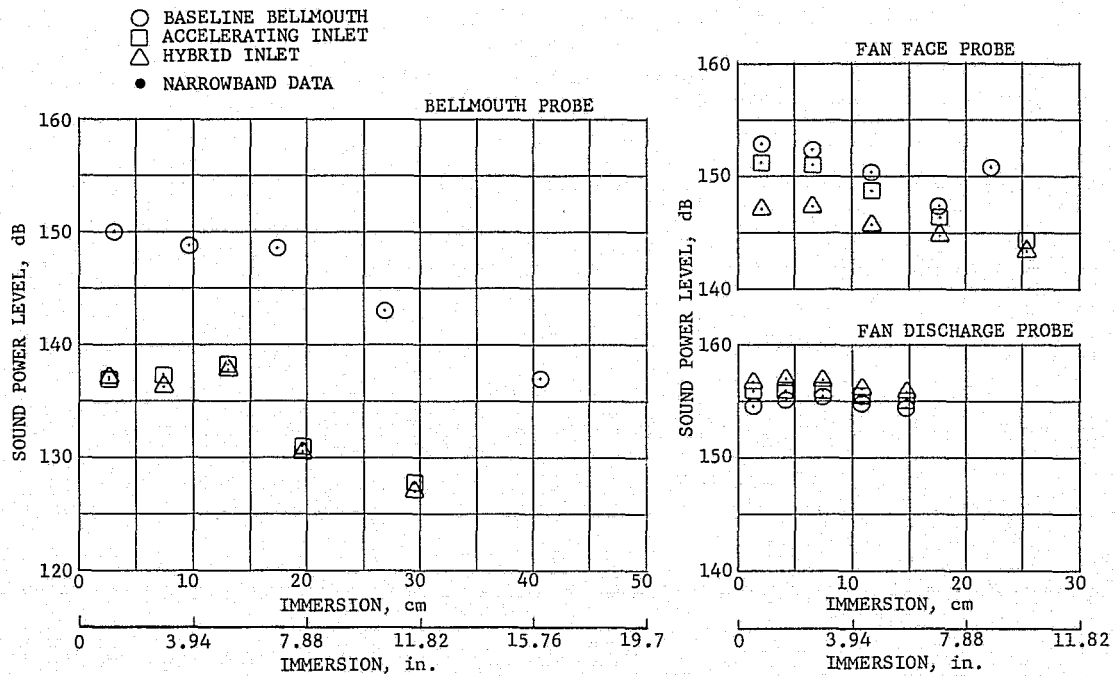 BASELINE BELLMOUTH
ACCELERATING INLET
HYBRID INLET
NARROWBAND DATA
BELLMOUTH PROBE
160
150
140
130
120
SOUND POWER LEVEL, dB
0 10 20 30 40 50
IMMERSION, cm
0 3.94 7.88 11.82 15.76 19.7
IMMERSION, in.
FAN FACE PROBE
160
150
140
SOUND POWER LEVEL, dB
FAN DISCHARGE PROBE
160
150
140
0 10 20 30
IMMERSION, cm
0 3.94 7.88 11.82
IMMERSION, in.